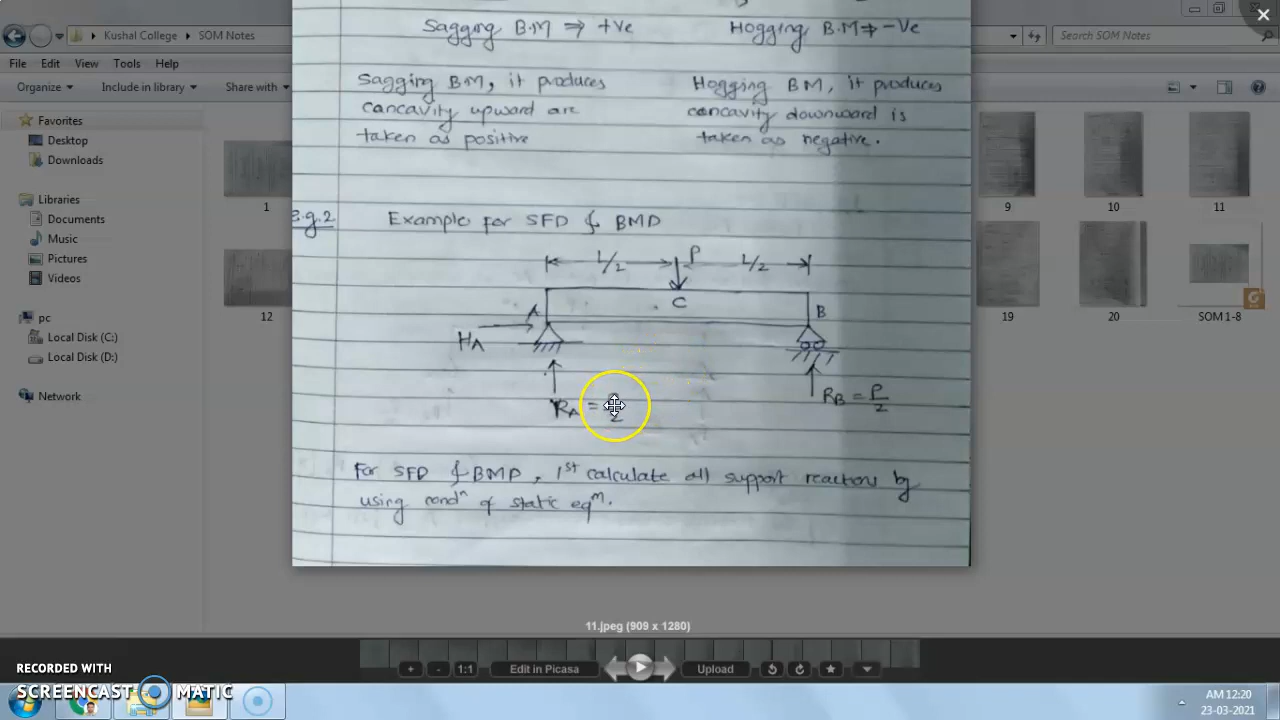 Kushal College
SOM Notes
Search SOM Notes
File
Edit
View
Tools
Help
Organize
Include in library
Share with
Favorites
Desktop
Downloads
Libraries
Documents
Music
Pictures
Videos
pc
Local Disk (C:)
Local Disk (D:)
Network
1
12
9
10
11
19
20
SOM 1-8
Sagging B.M ⇒ +Ve
Hogging B.M → -Ve
Sagging BM, it produces
concavity upward are
taken as positive
Hogging BM, it produces
concavity downward is
taken as negative.
e.g.2
Example for SFD & BMD
L/2
P
L/2
A
C
B
HA
RA =
2
RB = P/2
For SFD & BMD, 1st calculate all support reactions by
using condn of static eqm.
11.jpeg (909 x 1280)
+
-
1:1
Edit in Picasa
Upload
RECORDED WITH
SCREENCAST MATIC
AM 12:20
23-03-2021